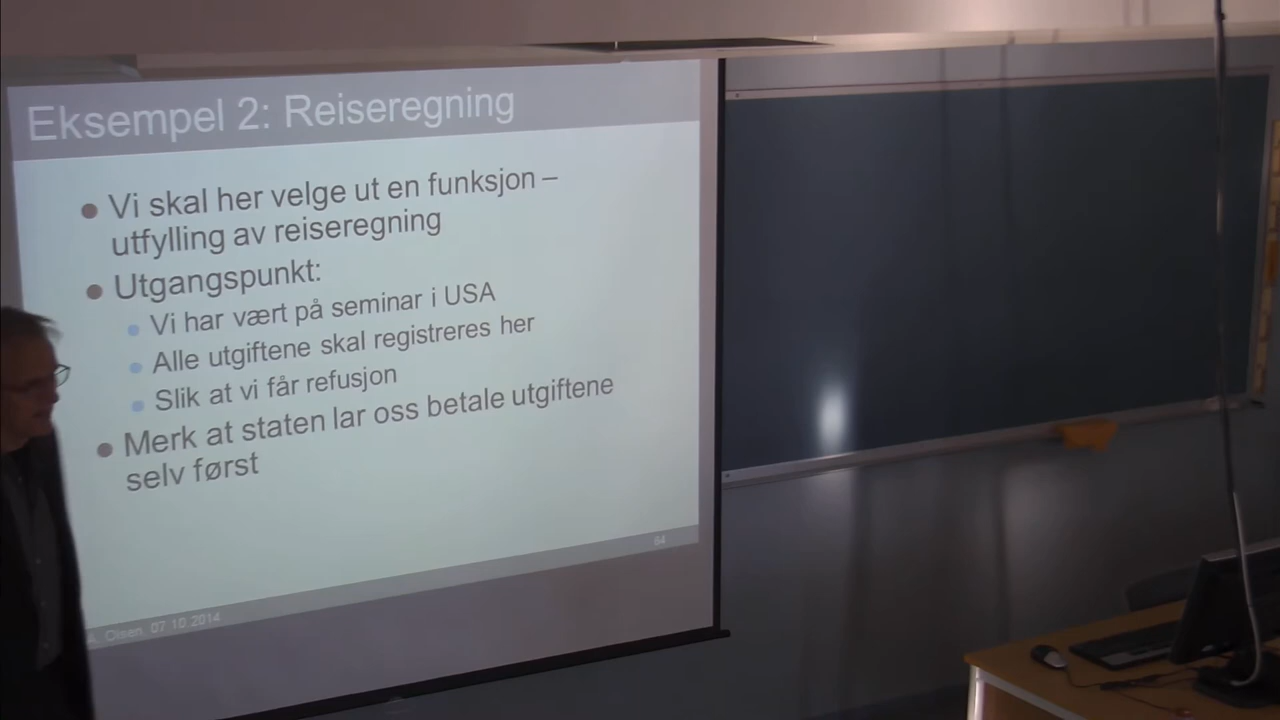 Eksempel 2: Reiseregning
Vi skal her velge ut en funksjon –
utfylling av reiseregning
Utgangspunkt:
Vi har vært på seminar i USA
Alle utgiftene skal registreres her
Slik at vi får refusjon
Merk at staten lar oss betale utgiftene
selv først
64
A. Olsen 07.10.2014